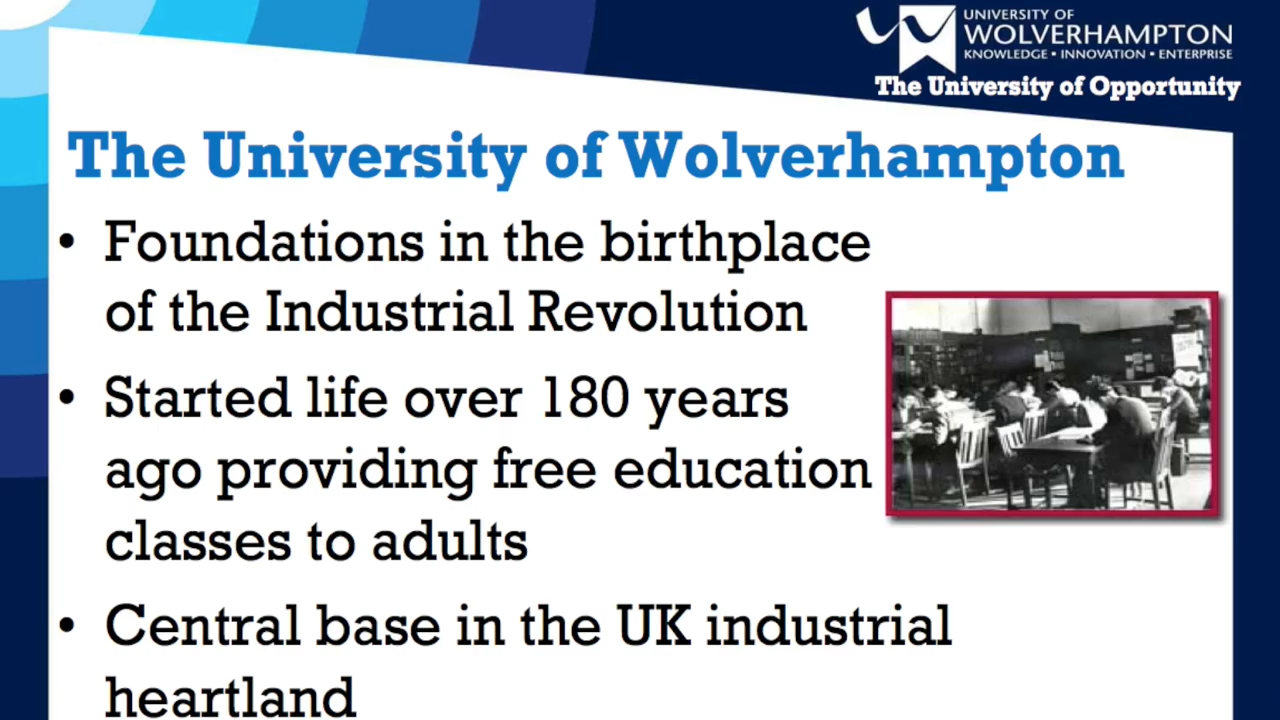 UNIVERSITY OF
WOLVERHAMPTON
KNOWLEDGE • INNOVATION • ENTERPRISE
The University of Opportunity
The University of Wolverhampton
• Foundations in the birthplace
of the Industrial Revolution
• Started life over 180 years
ago providing free education
classes to adults
• Central base in the UK industrial
heartland